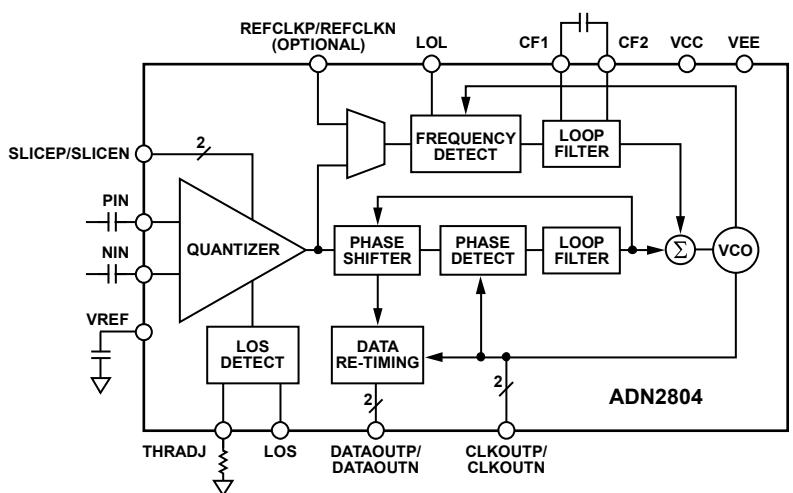 REFCLKP/REFCLKN
(OPTIONAL)
LOL
CF1
CF2
VCC
VEE
SLICEP/SLICEN
2
FREQUENCY
DETECT
LOOP
FILTER
PIN
NIN
QUANTIZER
PHASE
SHIFTER
PHASE
DETECT
LOOP
FILTER
Σ
VCO
VREF
LOS
DETECT
DATA
RE-TIMING
2
2
ADN2804
THRADJ
LOS
DATAOUTP/
DATAOUTN
CLKOUTP/
CLKOUTN